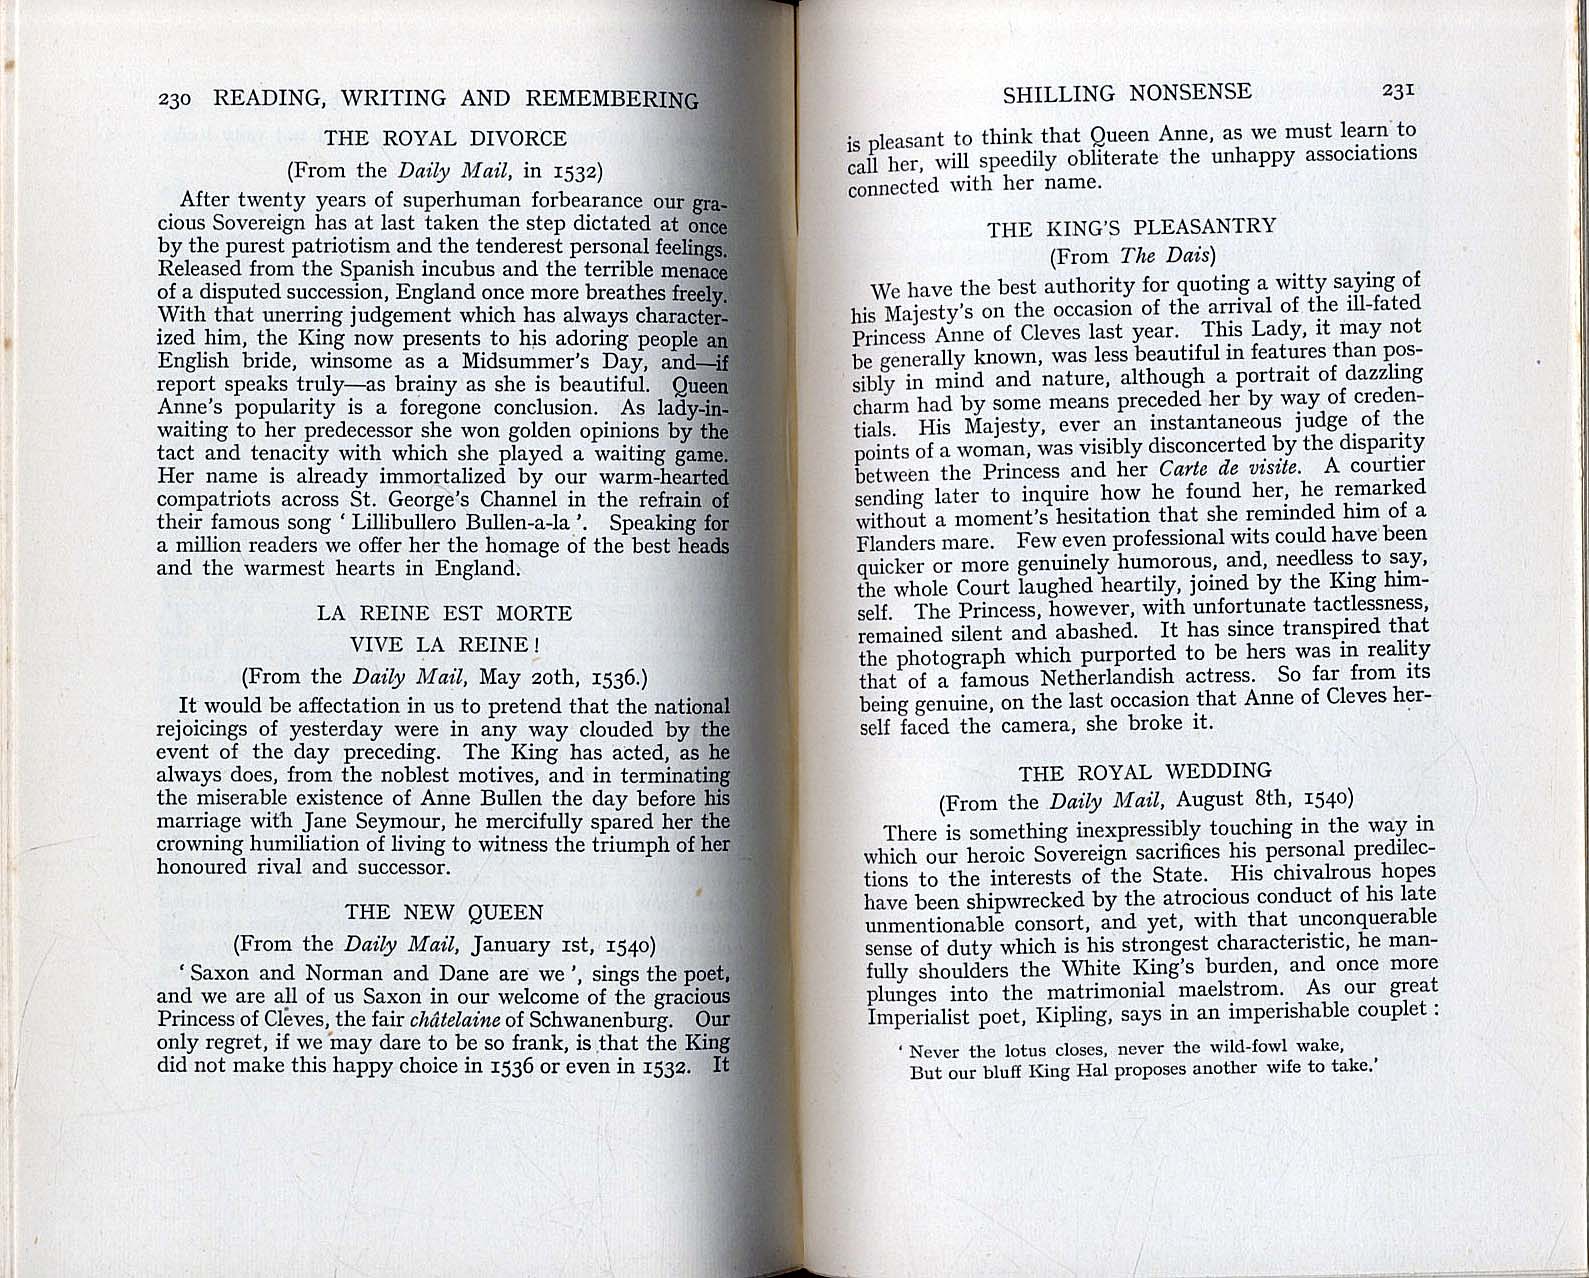 230 READING, WRITING AND REMEMBERING
THE ROYAL DIVORCE
(From the Daily Mail, in 1532)
After twenty years of superhuman forbearance our gra-
cious Sovereign has at last taken the step dictated at once
by the purest patriotism and the tenderest personal feelings.
Released from the Spanish incubus and the terrible menace
of a disputed succession, England once more breathes freely.
With that unerring judgement which has always character-
ized him, the King now presents to his adoring people an
English bride, winsome as a Midsummer's Day, and—if
report speaks truly—as brainy as she is beautiful. Queen
Anne's popularity is a foregone conclusion. As lady-in-
waiting to her predecessor she won golden opinions by the
tact and tenacity with which she played a waiting game.
Her name is already immortalized by our warm-hearted
compatriots across St. George's Channel in the refrain of
their famous song ‘ Lillibullero Bullen-a-la ’. Speaking for
a million readers we offer her the homage of the best heads
and the warmest hearts in England.
LA REINE EST MORTE
VIVE LA REINE !
(From the Daily Mail, May 20th, 1536.)
It would be affectation in us to pretend that the national
rejoicings of yesterday were in any way clouded by the
event of the day preceding. The King has acted, as he
always does, from the noblest motives, and in terminating
the miserable existence of Anne Bullen the day before his
marriage with Jane Seymour, he mercifully spared her the
crowning humiliation of living to witness the triumph of her
honoured rival and successor.
THE NEW QUEEN
(From the Daily Mail, January 1st, 1540)
‘ Saxon and Norman and Dane are we ’, sings the poet,
and we are all of us Saxon in our welcome of the gracious
Princess of Cleves, the fair châtelaine of Schwanenburg. Our
only regret, if we may dare to be so frank, is that the King
did not make this happy choice in 1536 or even in 1532. It
SHILLING NONSENSE 231
is pleasant to think that Queen Anne, as we must learn to
call her, will speedily obliterate the unhappy associations
connected with her name.
THE KING'S PLEASANTRY
(From The Dais)
We have the best authority for quoting a witty saying of
his Majesty's on the occasion of the arrival of the ill-fated
Princess Anne of Cleves last year. This Lady, it may not
be generally known, was less beautiful in features than pos-
sibly in mind and nature, although a portrait of dazzling
charm had by some means preceded her by way of creden-
tials. His Majesty, ever an instantaneous judge of the
points of a woman, was visibly disconcerted by the disparity
between the Princess and her Carte de visite. A courtier
sending later to inquire how he found her, he remarked
without a moment's hesitation that she reminded him of a
Flanders mare. Few even professional wits could have been
quicker or more genuinely humorous, and, needless to say,
the whole Court laughed heartily, joined by the King him-
self. The Princess, however, with unfortunate tactlessness,
remained silent and abashed. It has since transpired that
the photograph which purported to be hers was in reality
that of a famous Netherlandish actress. So far from its
being genuine, on the last occasion that Anne of Cleves her-
self faced the camera, she broke it.
THE ROYAL WEDDING
(From the Daily Mail, August 8th, 1540)
There is something inexpressibly touching in the way in
which our heroic Sovereign sacrifices his personal predilec-
tions to the interests of the State. His chivalrous hopes
have been shipwrecked by the atrocious conduct of his late
unmentionable consort, and yet, with that unconquerable
sense of duty which is his strongest characteristic, he man-
fully shoulders the White King's burden, and once more
plunges into the matrimonial maelstrom. As our great
Imperialist poet, Kipling, says in an imperishable couplet :
‘ Never the lotus closes, never the wild-fowl wake,
But our bluff King Hal proposes another wife to take.’